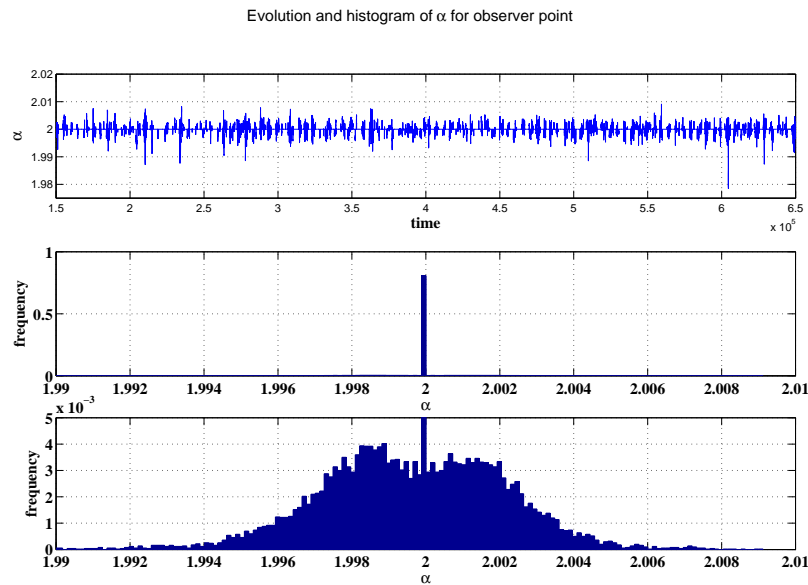 Evolution and histogram of α for observer point
2.02
2.01
2
1.99
1.98
α
1.5 2 2.5 3 3.5 4 4.5 5 5.5 6 6.5
time
x 10⁵
1
0.5
0
frequency
1.99 1.992 1.994 1.996 1.998 2 2.002 2.004 2.006 2.008 2.01
α
x 10⁻³
5
4
3
2
1
0
frequency
1.99 1.992 1.994 1.996 1.998 2 2.002 2.004 2.006 2.008 2.01
α